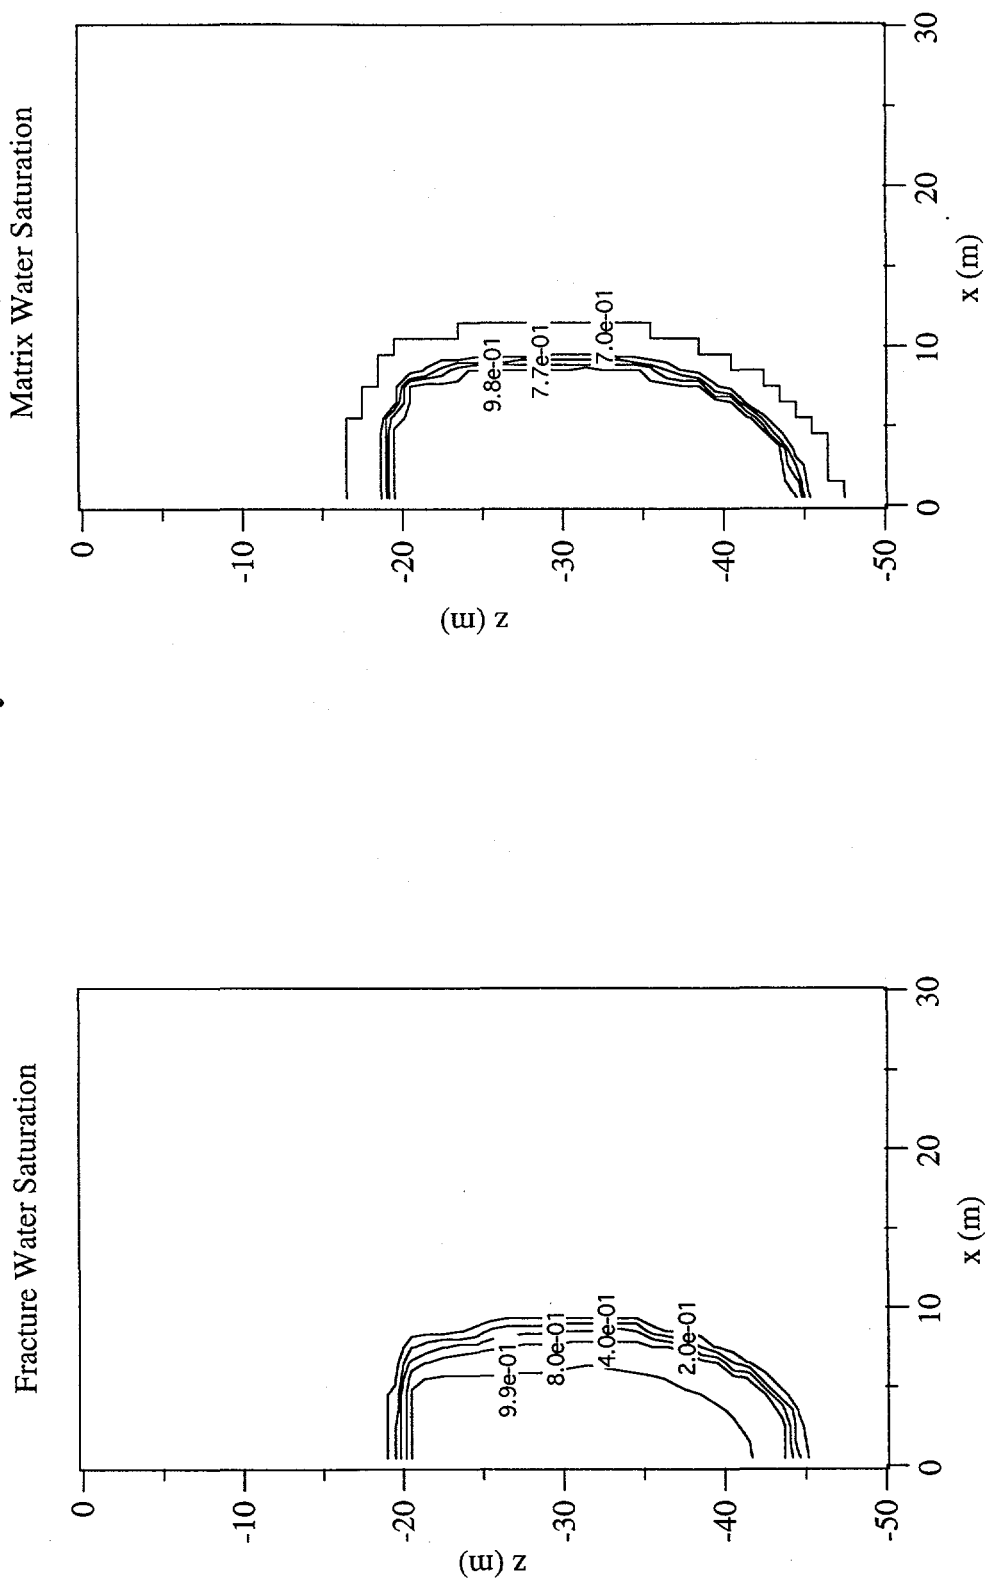 Fracture Water Saturation
0
-10
-20
-30
-40
-50
z (m)
9.9e-01
8.0e-01
4.0e-01
2.0e-01
0
10
20
30
x (m)
Matrix Water Saturation
0
-10
-20
-30
-40
-50
z (m)
9.8e-01
7.7e-01
7.0e-01
0
10
20
30
x (m)